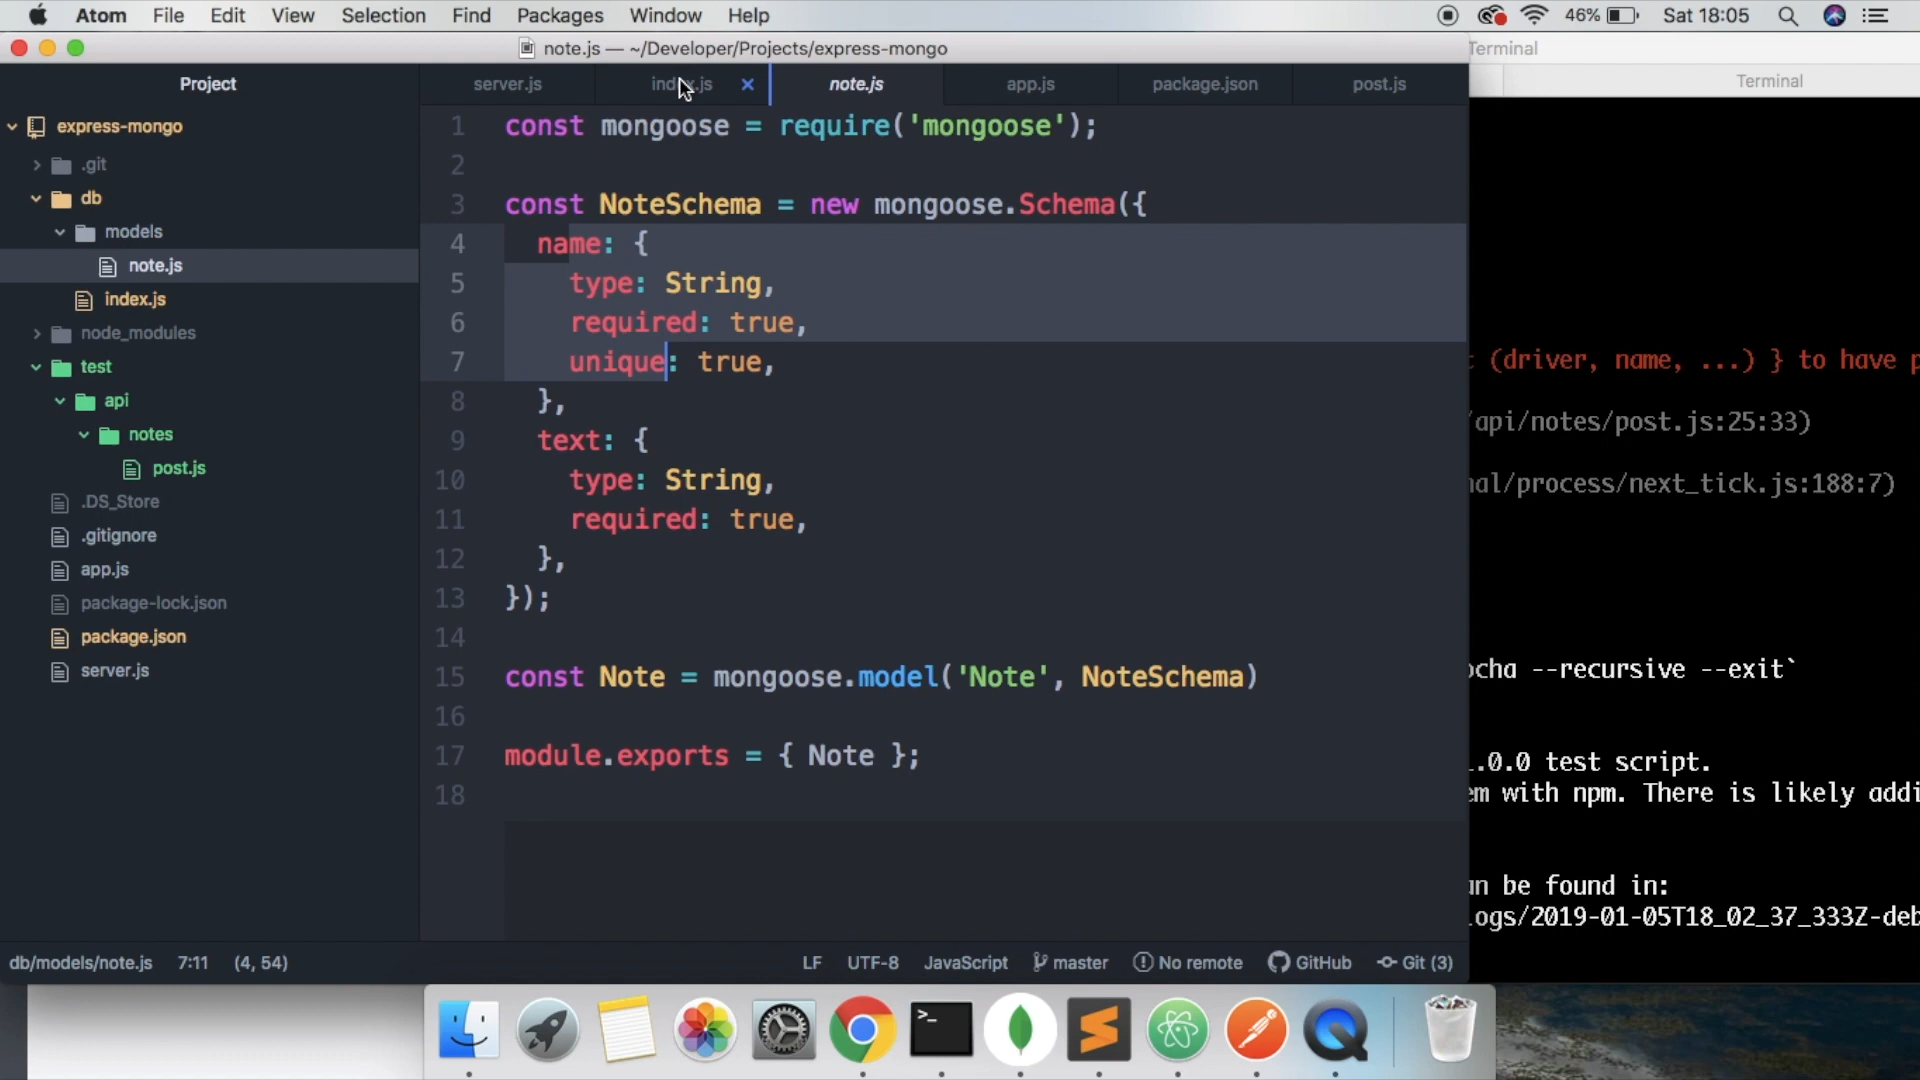 Atom File Edit View Selection Find Packages Window Help 46% Sat 18:05
note.js — ~/Developer/Projects/express-mongo
Terminal
Terminal
Project
express-mongo
.git
db
models
note.js
index.js
node_modules
test
api
notes
post.js
.DS_Store
.gitignore
app.js
package-lock.json
package.json
server.js
server.js index.js note.js app.js package.json post.js
1 const mongoose = require('mongoose');
2
3 const NoteSchema = new mongoose.Schema({
4 name: {
5 type: String,
6 required: true,
7 unique: true,
8 },
9 text: {
10 type: String,
11 required: true,
12 },
13 });
14
15 const Note = mongoose.model('Note', NoteSchema)
16
17 module.exports = { Note };
18
(driver, name, ...) } to have p
/api/notes/post.js:25:33)
nal/process/next_tick.js:188:7)
ocha --recursive --exit`
.0.0 test script.
em with npm. There is likely addi
an be found in:
logs/2019-01-05T18_02_37_333Z-deb
db/models/note.js 7:11 (4, 54) LF UTF-8 JavaScript master No remote GitHub Git (3)
>_